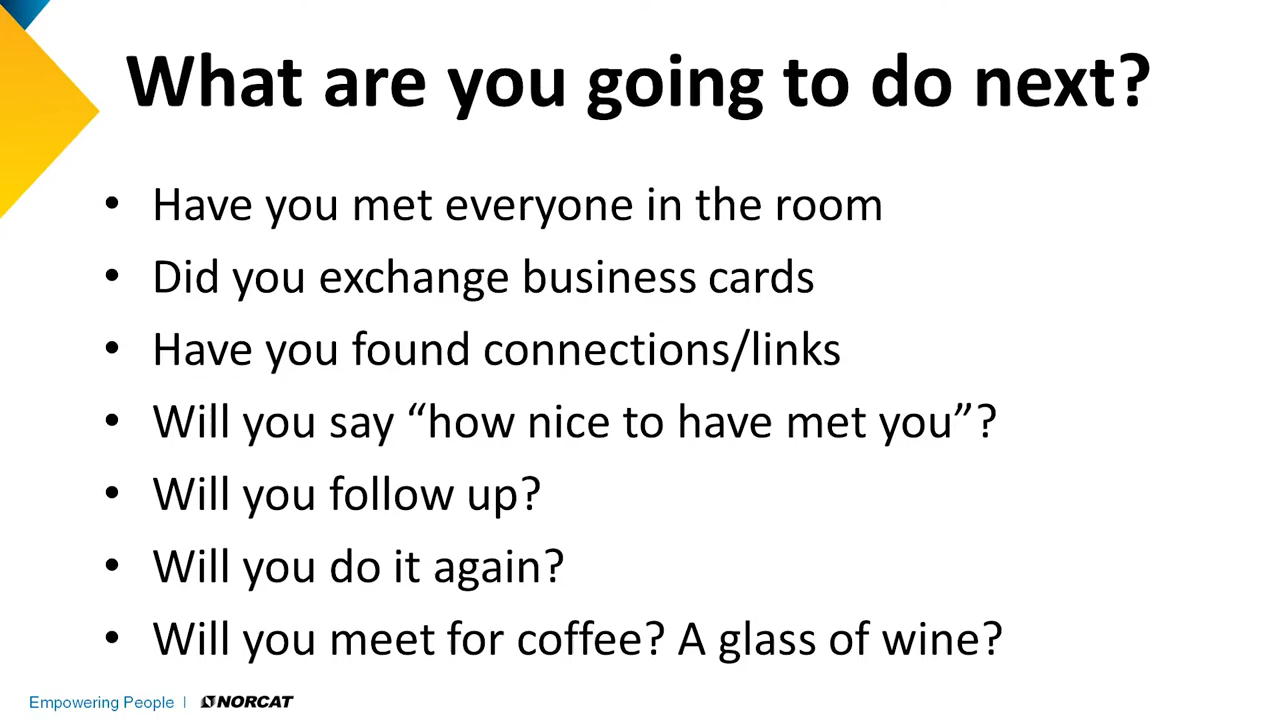 What are you going to do next?
• Have you met everyone in the room
• Did you exchange business cards
• Have you found connections/links
• Will you say “how nice to have met you”?
• Will you follow up?
• Will you do it again?
• Will you meet for coffee? A glass of wine?
Empowering People | NORCAT